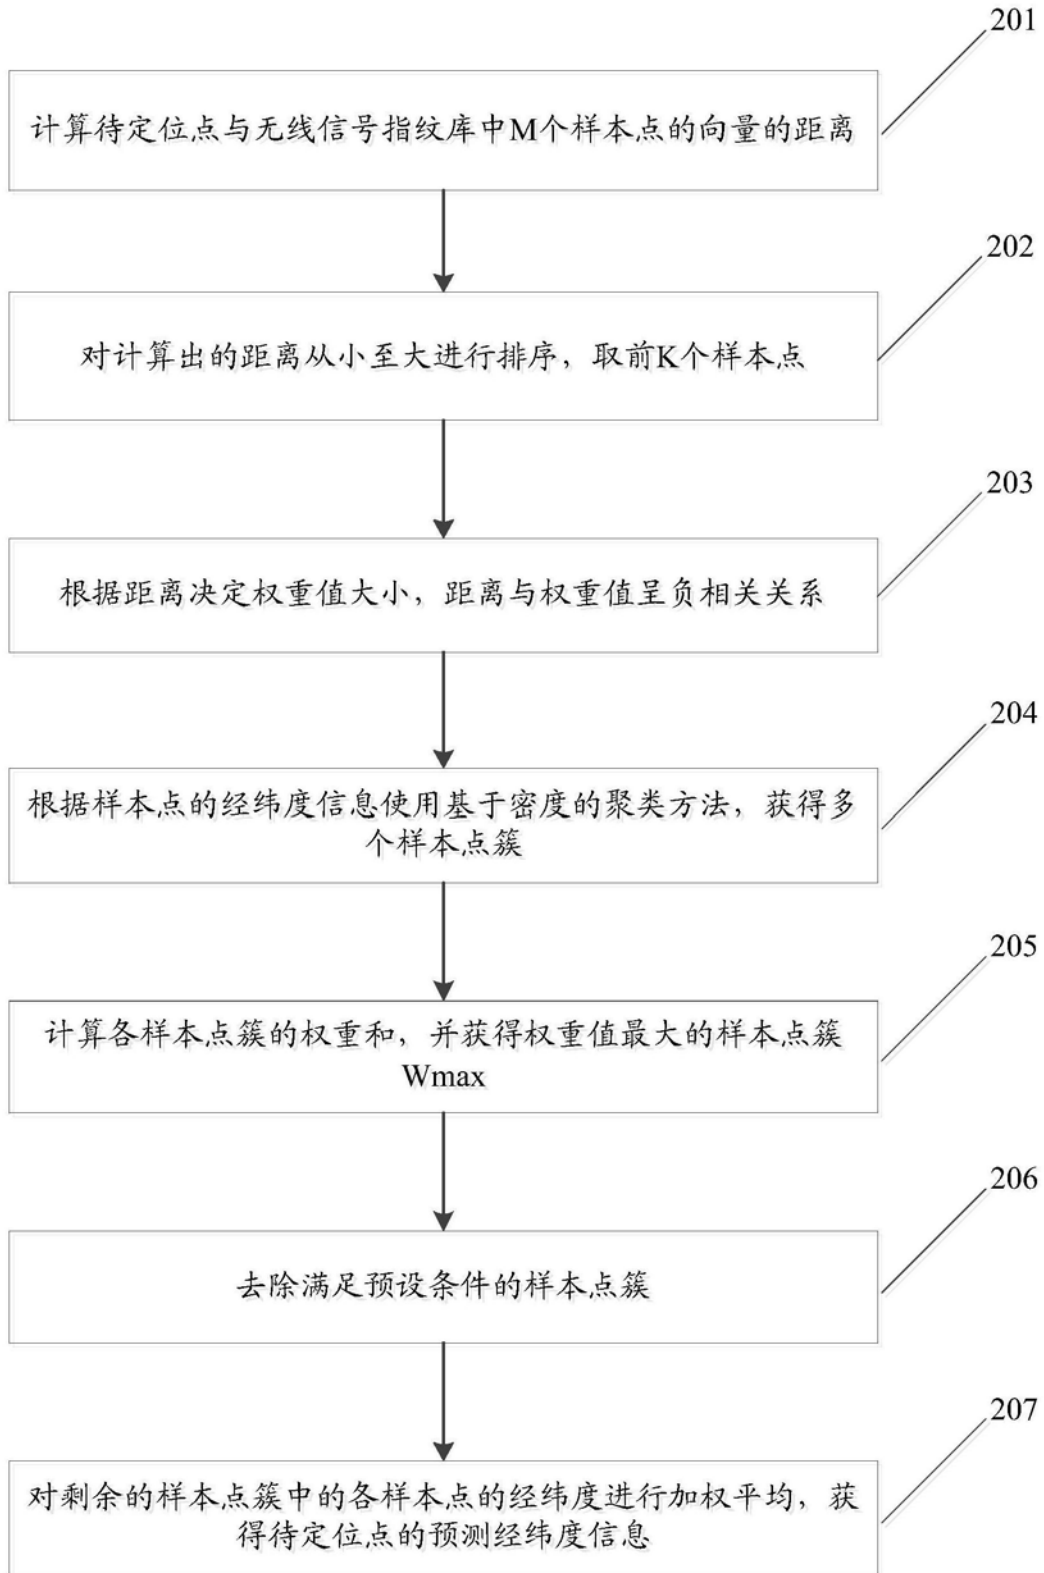 201
计算待定位点与无线信号指纹库中M个样本点的向量的距离
202
对计算出的距离从小至大进行排序，取前K个样本点
203
根据距离决定权重值大小，距离与权重值呈负相关关系
204
根据样本点的经纬度信息使用基于密度的聚类方法，获得多
个样本点簇
205
计算各样本点簇的权重和，并获得权重值最大的样本点簇
Wmax
206
去除满足预设条件的样本点簇
207
对剩余的样本点簇中的各样本点的经纬度进行加权平均，获
得待定位点的预测经纬度信息